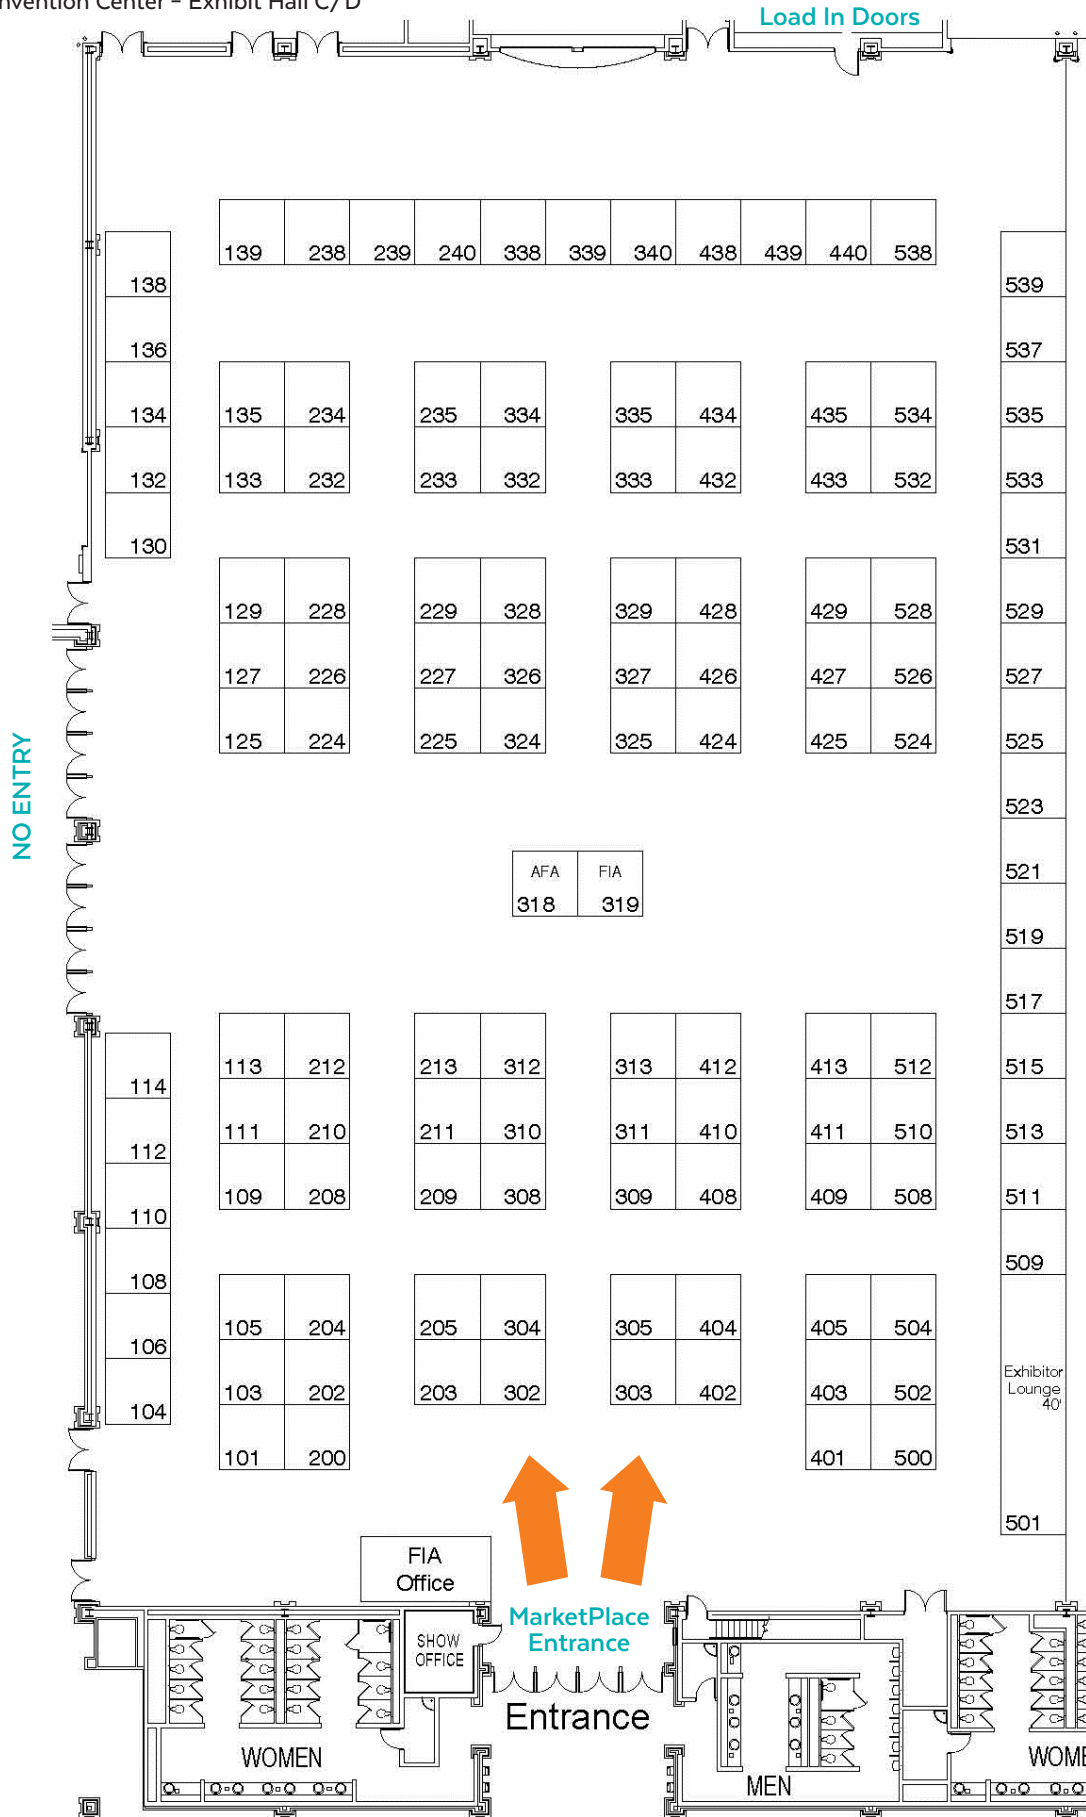 nvention Center – Exhibit Hall C/D
Load In Doors
139 238 239 240 338 339 340 438 439 440 538
138 539
136 537
134 135 234 235 334 335 434 435 534 535
132 133 232 233 332 333 432 433 532 533
130 531
129 228 229 328 329 428 429 528 529
127 226 227 326 327 426 427 526 527
125 224 225 324 325 424 425 524 525
NO ENTRY
523
AFA FIA
521
318 319
519
517
113 212 213 312 313 412 413 512 515
114
111 210 211 310 311 410 411 510 513
112
109 208 209 308 309 408 409 508 511
110
509
108
105 204 205 304 305 404 405 504
106
Exhibitor
Lounge
40'
103 202 203 302 303 402 403 502
104
101 200 401 500
501
FIA
Office
MarketPlace
Entrance
SHOW
OFFICE
Entrance
WOMEN
MEN
WOME